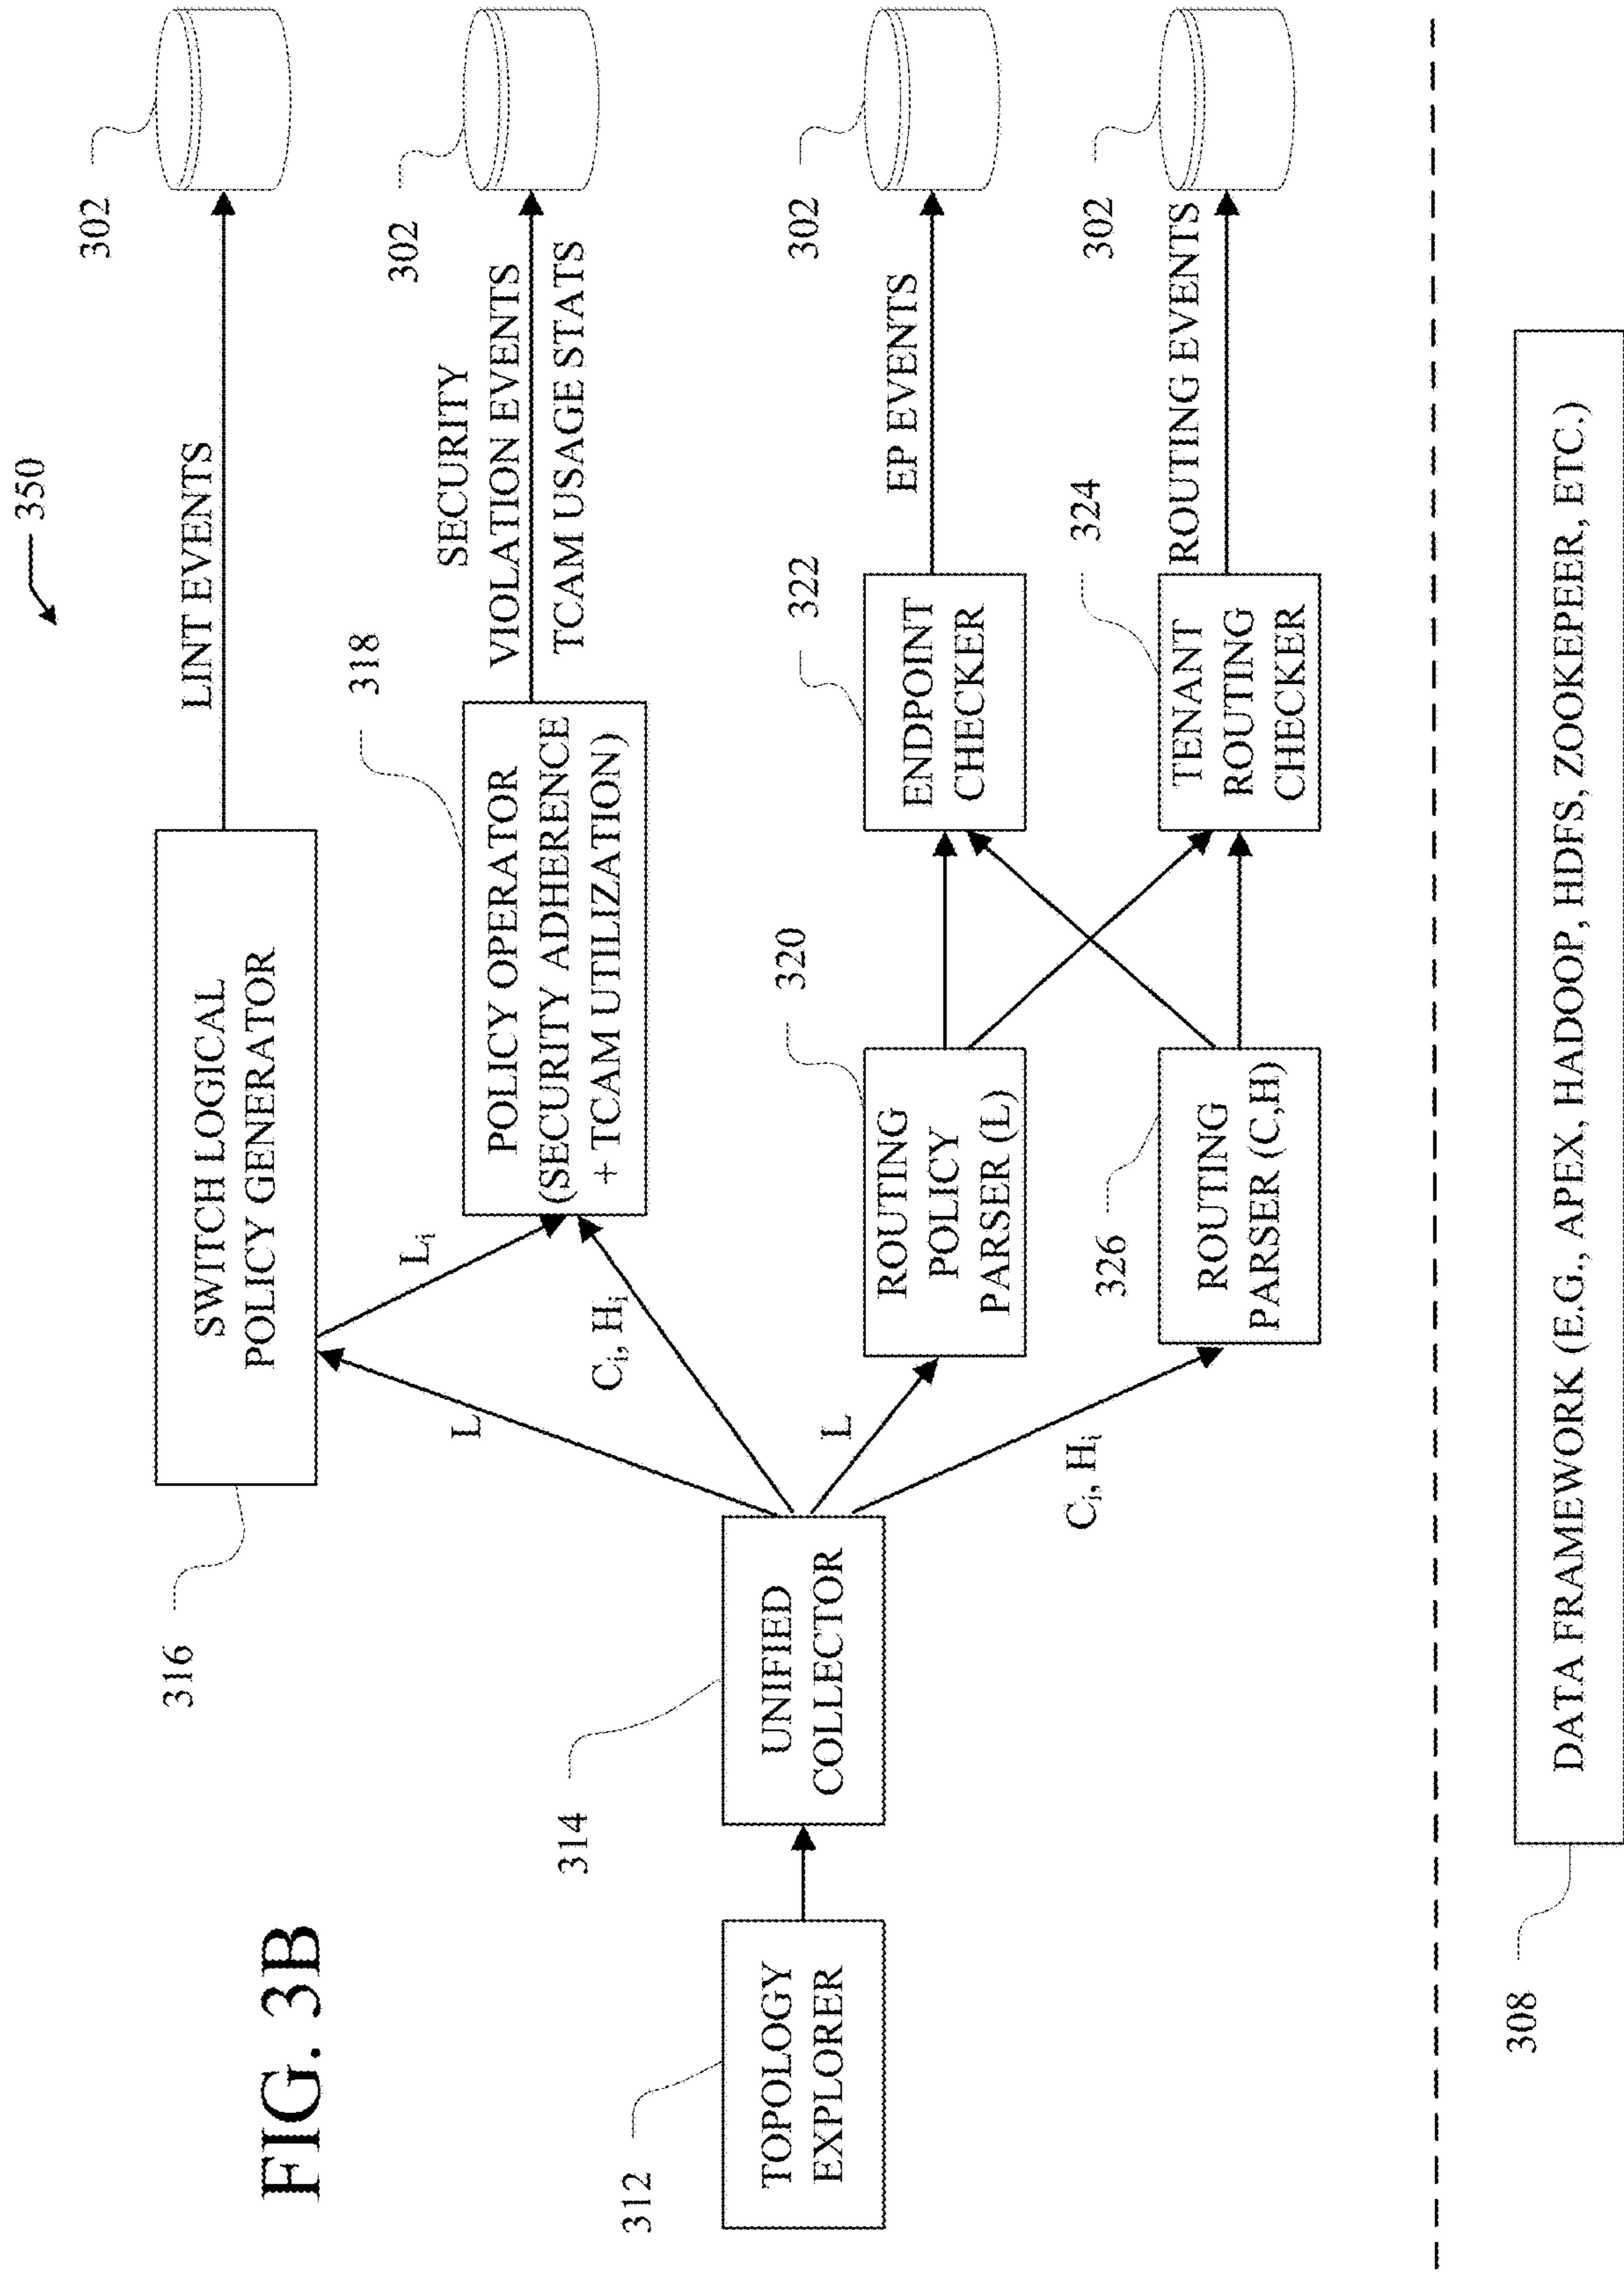 FIG. 3B
350
302
LINT EVENTS
316
SWITCH LOGICAL
POLICY GENERATOR
302
SECURITY
VIOLATION EVENTS
TCAM USAGE STATS
318
POLICY OPERATOR
(SECURITY ADHERENCE
+ TCAM UTILIZATION)
Lᵢ
L
Cᵢ, Hᵢ
312
TOPOLOGY
EXPLORER
314
UNIFIED
COLLECTOR
L
Cᵢ, Hᵢ
320
ROUTING
POLICY
PARSER (L)
322
ENDPOINT
CHECKER
EP EVENTS
302
326
ROUTING
PARSER (C,H)
324
TENANT
ROUTING
CHECKER
ROUTING EVENTS
302
308
DATA FRAMEWORK (E.G., APEX, HADOOP, HDFS, ZOOKEPEER, ETC.)